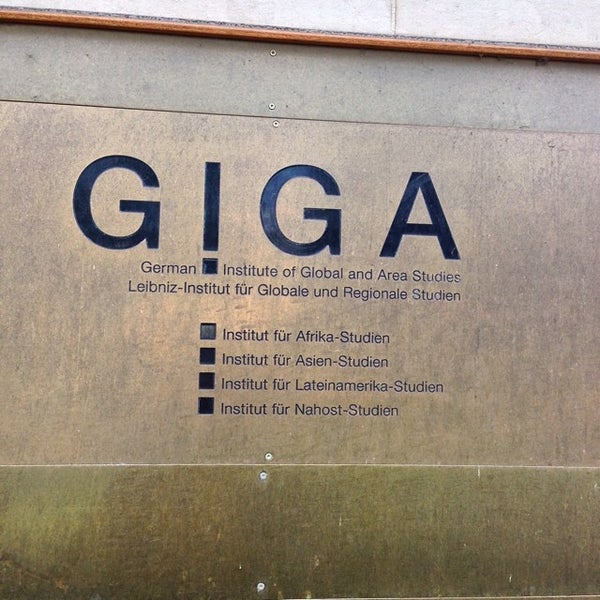 GIGA
German Institute of Global and Area Studies
Leibniz-Institut für Globale und Regionale Studien
Institut für Afrika-Studien
Institut für Asien-Studien
Institut für Lateinamerika-Studien
Institut für Nahost-Studien